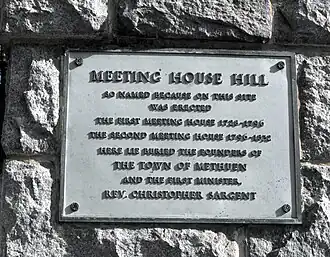 MEETING HOUSE HILL
SO NAMED BECAUSE ON THIS SITE
WAS ERECTED
THE FIRST MEETING HOUSE 1728-1796
THE SECOND MEETING HOUSE 1796-1832
HERE LIE BURIED THE FOUNDERS OF
THE TOWN OF METHUEN
AND THE FIRST MINISTER,
REV. CHRISTOPHER SARGENT